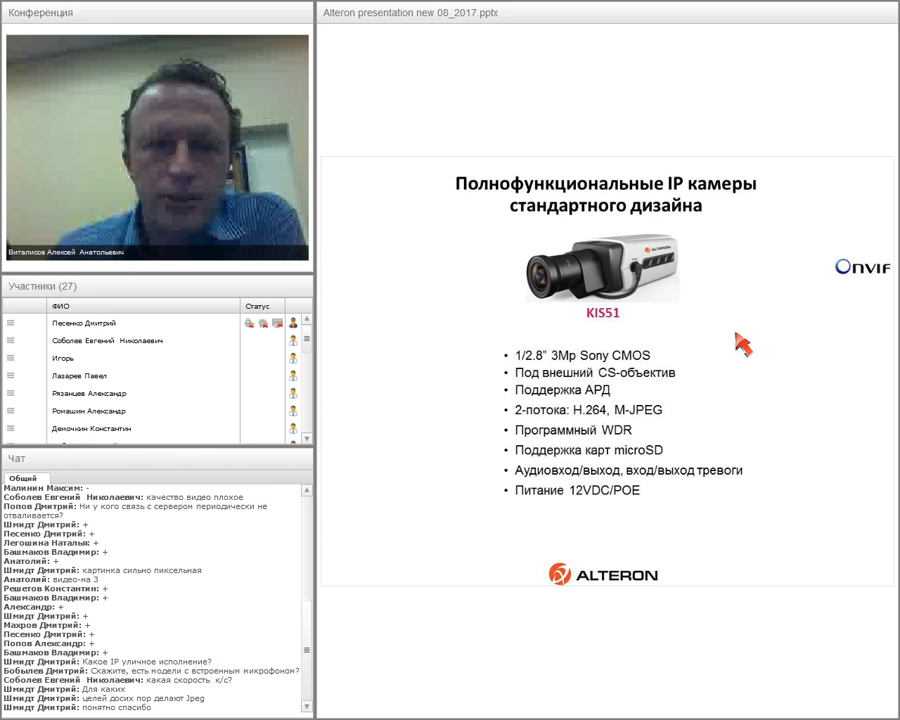 Конференция
Виталисов Алексей Анатольевич
Участники (27)
ФИО Статус
Песенко Дмитрий
Соболев Евгений Николаевич
Игорь
Лазарев Павел
Рязанцев Александр
Ромашин Александр
Демочкин Константин
Чат
Общий
Малинин Максим: -
Соболев Евгений Николаевич: качество видео плохое
Попов Дмитрий: Ни у кого связь с сервером периодически не
отваливается?
Шмидт Дмитрий: +
Песенко Дмитрий: +
Легошина Наталья: +
Башмаков Владимир: +
Анатолий: +
Шмидт Дмитрий: картинка сильно пиксельная
Анатолий: видео-на 3
Решетов Константин: +
Башмаков Владимир: +
Александр: +
Шмидт Дмитрий: +
Махров Дмитрий: +
Песенко Дмитрий: +
Попов Александр: +
Башмаков Владимир: +
Шмидт Дмитрий: Какое IP уличное исполнение?
Бобылев Дмитрий: Скажите, есть модели с встроенным микрофоном?
Соболев Евгений Николаевич: какая скорость к/с?
Шмидт Дмитрий: Для каких
Шмидт Дмитрий: целей досих пор делают Jpeg
Шмидт Дмитрий: понятно спасибо
Alteron presentation new 08_2017.pptx
Полнофункциональные IP камеры
стандартного дизайна
ALTERON
Onvif
KIS51
• 1/2.8” 3Mp Sony CMOS
• Под внешний CS-объектив
• Поддержка АРД
• 2-потока: H.264, M-JPEG
• Программный WDR
• Поддержка карт microSD
• Аудиовход/выход, вход/выход тревоги
• Питание 12VDC/POE
ALTERON